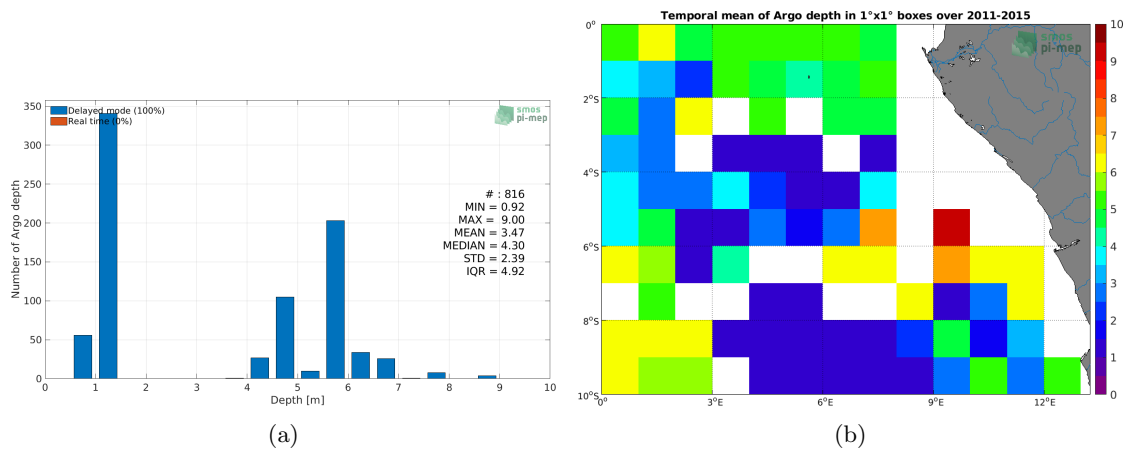 Delayed mode (100%)
Real time (0%)
smos
pi-mep
# : 816
MIN = 0.92
MAX = 9.00
MEAN = 3.47
MEDIAN = 4.30
STD = 2.39
IQR = 4.92
Number of Argo depth
350
300
250
200
150
100
50
0
0 1 2 3 4 5 6 7 8 9 10
Depth [m]
(a)
Temporal mean of Argo depth in 1°x1° boxes over 2011-2015
smos
pi-mep
0°
2°S
4°S
6°S
8°S
10°S
0° 3°E 6°E 9°E 12°E
10
9
8
7
6
5
4
3
2
1
0
(b)